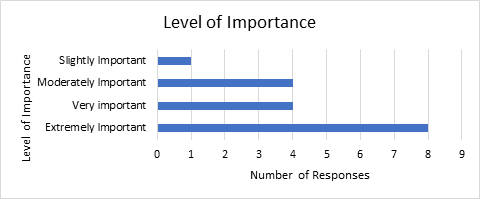 Level of Importance
Level of Importance
Slightly Important
Moderately Important
Very important
Extremely Important
0 1 2 3 4 5 6 7 8 9
Number of Responses